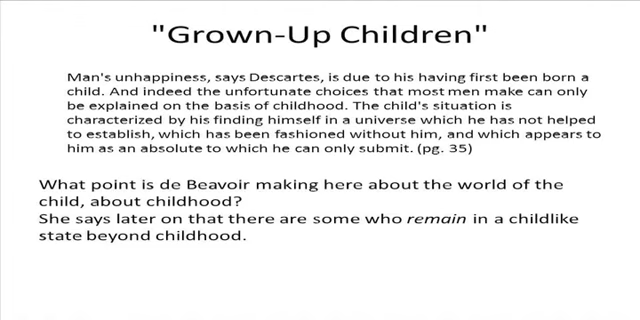 "Grown-Up Children"
Man's unhappiness, says Descartes, is due to his having first been born a
child. And indeed the unfortunate choices that most men make can only
be explained on the basis of childhood. The child's situation is
characterized by his finding himself in a universe which he has not helped
to establish, which has been fashioned without him, and which appears to
him as an absolute to which he can only submit. (pg. 35)
What point is de Beavoir making here about the world of the
child, about childhood?
She says later on that there are some who remain in a childlike
state beyond childhood.